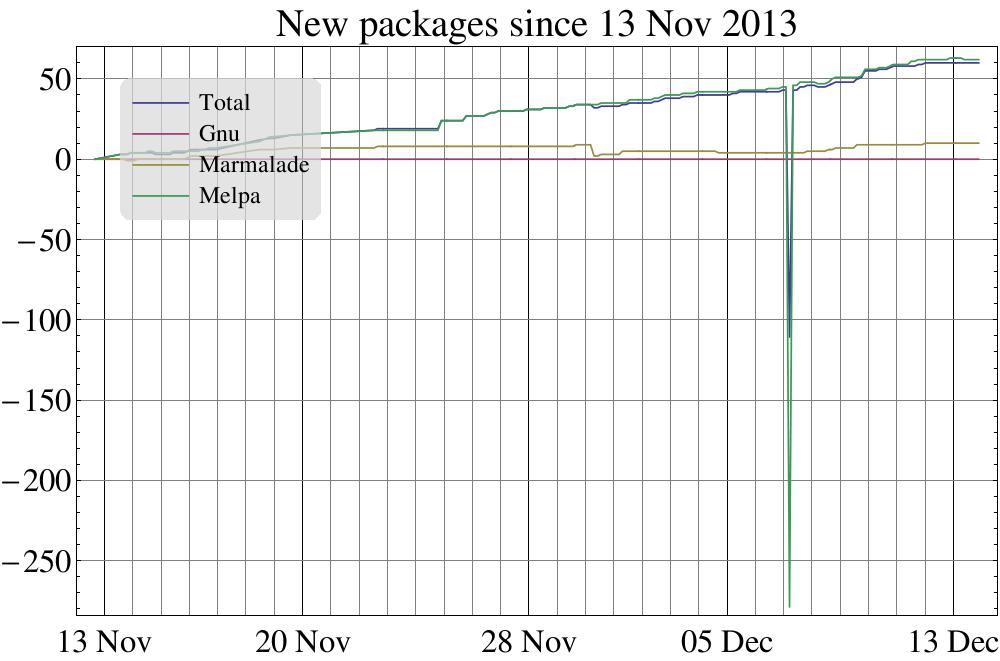 New packages since 13 Nov 2013
50
0
−50
−100
−150
−200
−250
Total
Gnu
Marmalade
Melpa
13 Nov 20 Nov 28 Nov 05 Dec 13 Dec